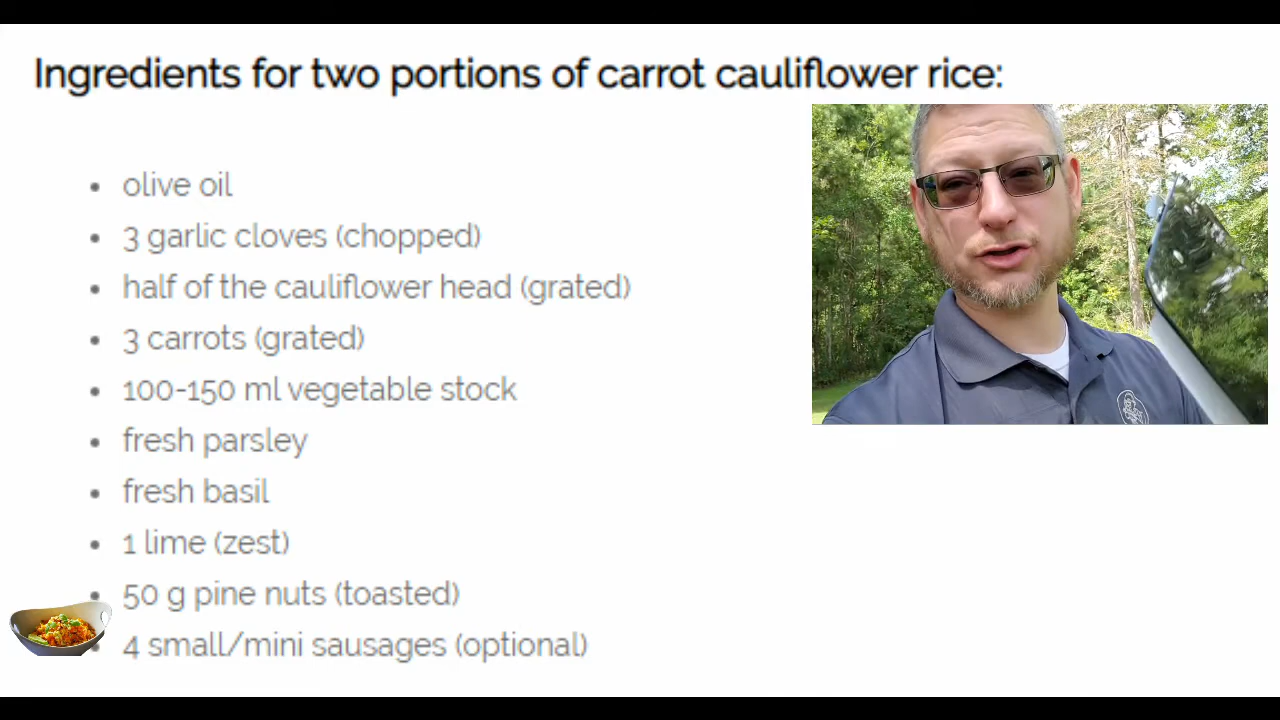 Ingredients for two portions of carrot cauliflower rice:
olive oil
3 garlic cloves (chopped)
half of the cauliflower head (grated)
3 carrots (grated)
100-150 ml vegetable stock
fresh parsley
fresh basil
1 lime (zest)
50 g pine nuts (toasted)
4 small/mini sausages (optional)